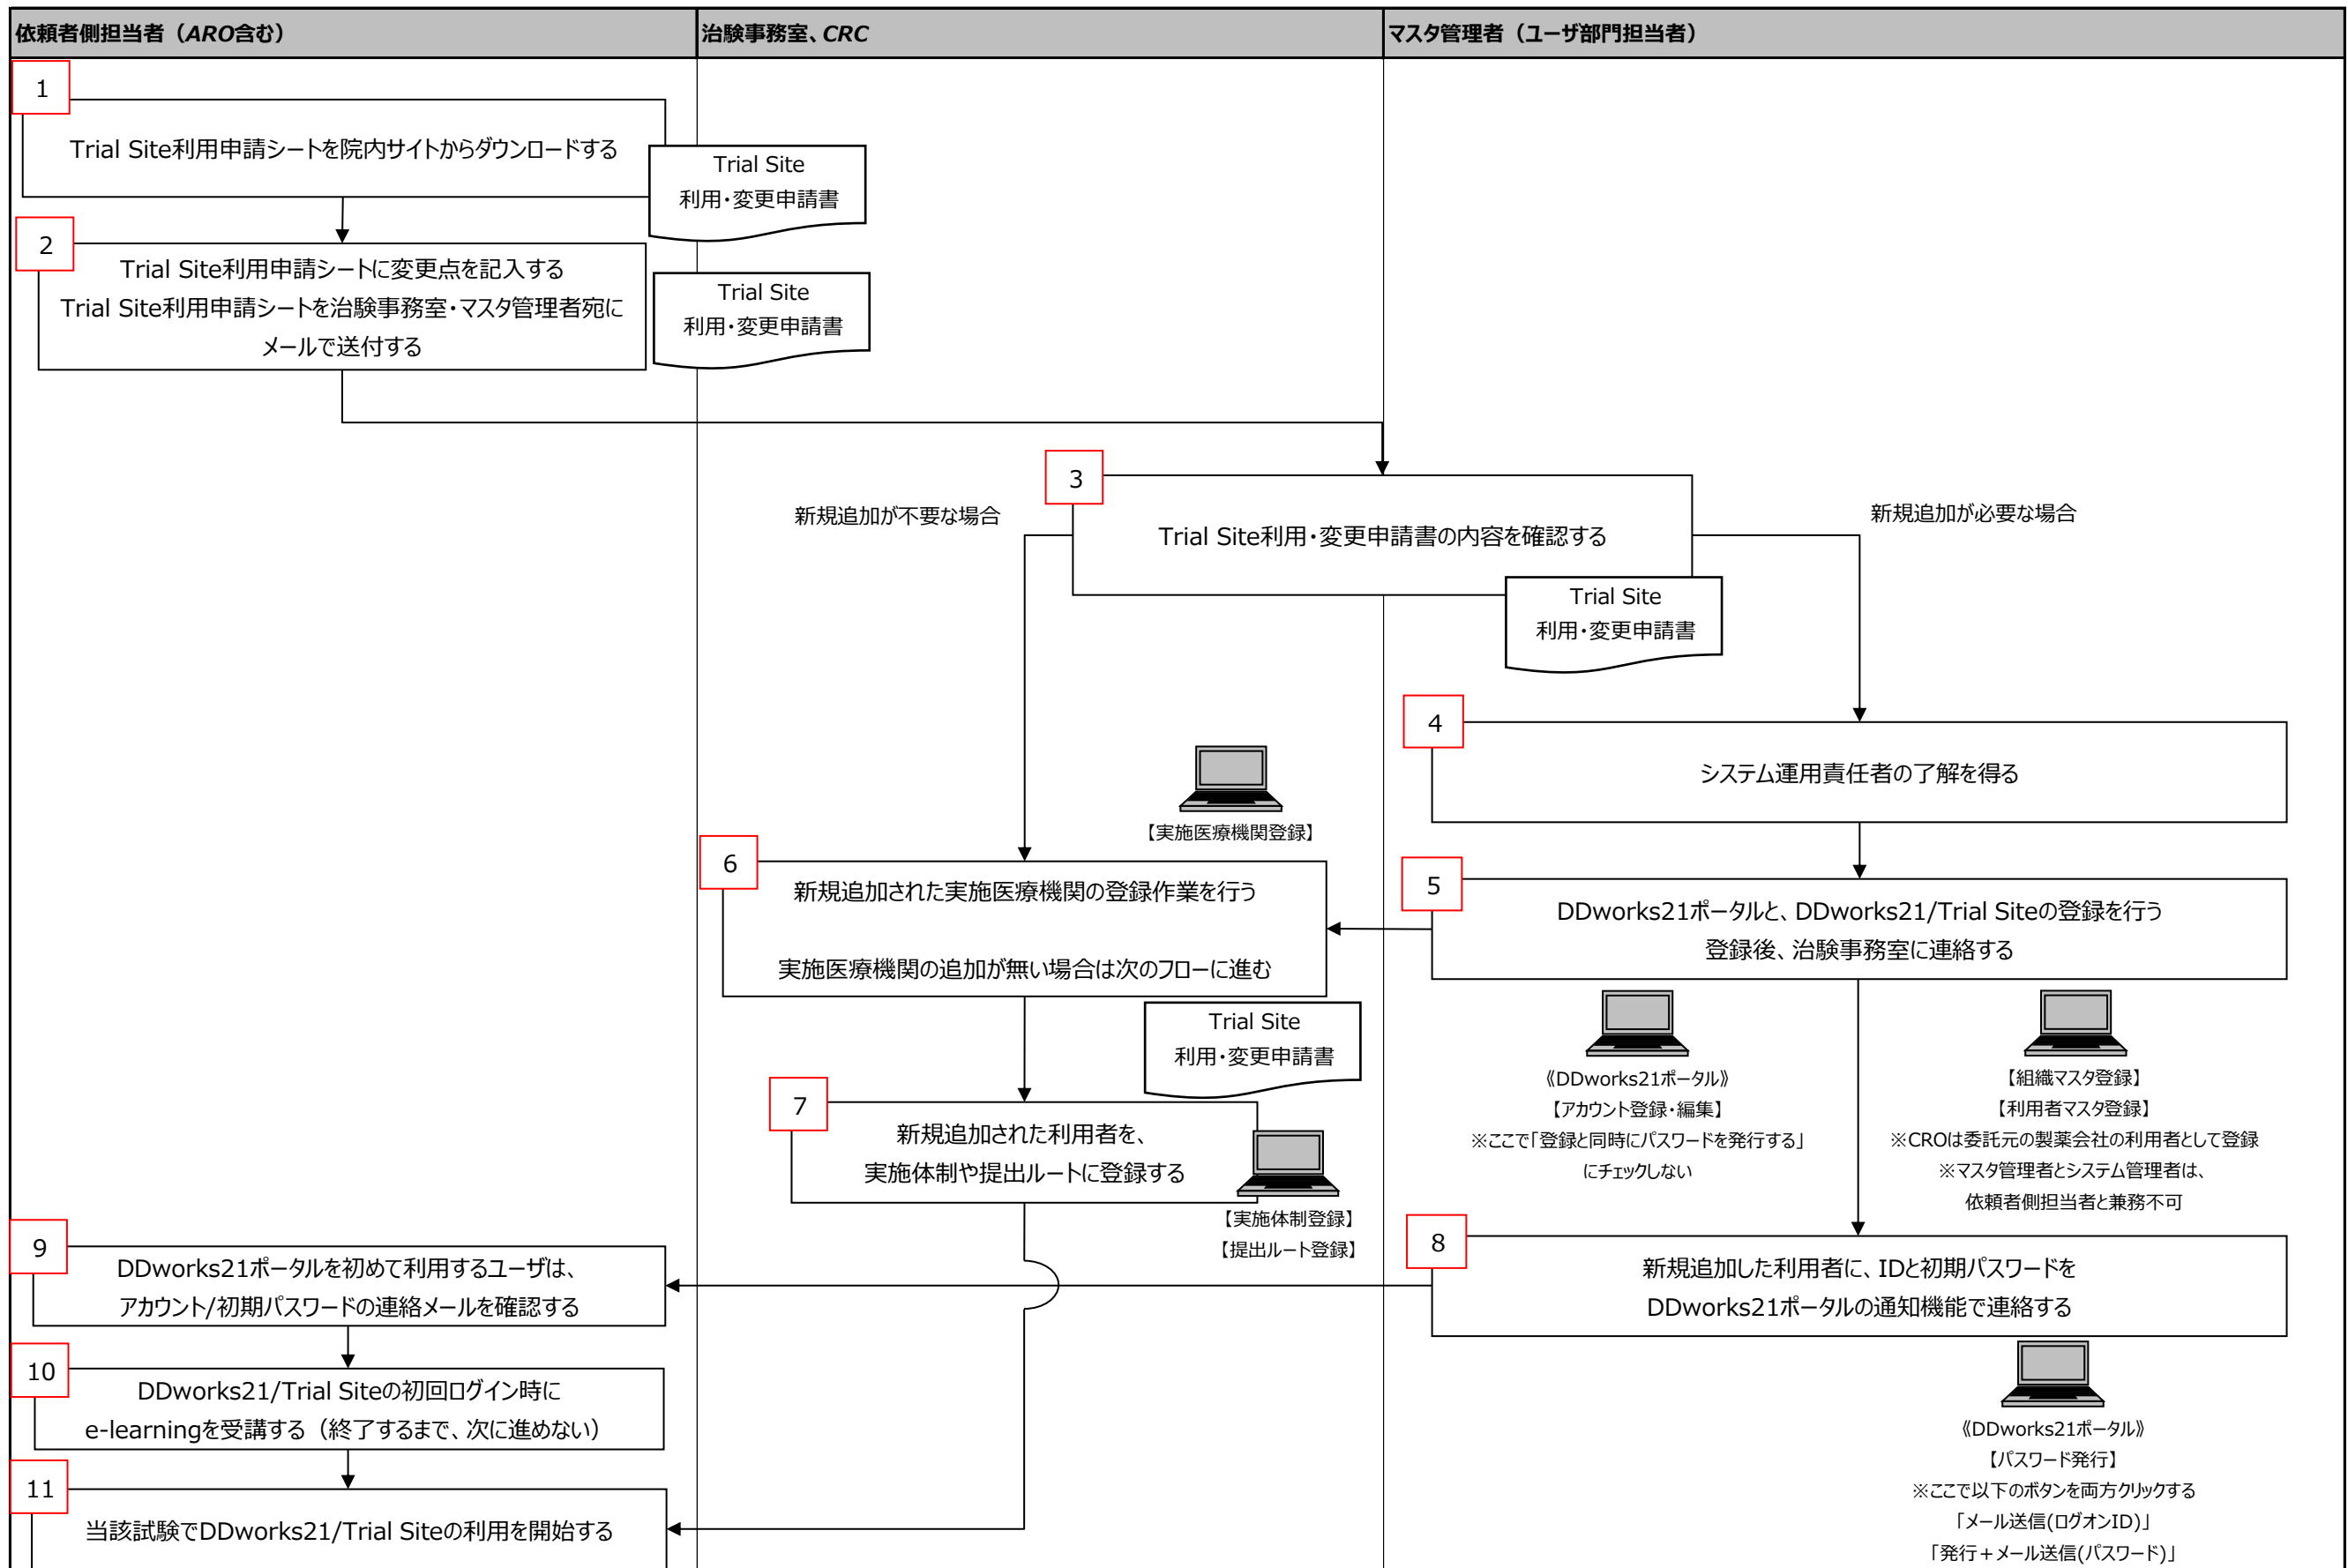 依頼者側担当者（ARO含む）
治験事務室、CRC
マスタ管理者（ユーザ部門担当者）
1
Trial Site利用申請シートを院内サイトからダウンロードする
Trial Site
利用・変更申請書
2
Trial Site利用申請シートに変更点を記入する
Trial Site利用申請シートを治験事務室・マスタ管理者宛に
メールで送付する
Trial Site
利用・変更申請書
3
新規追加が不要な場合
新規追加が必要な場合
Trial Site利用・変更申請書の内容を確認する
Trial Site
利用・変更申請書
4
システム運用責任者の了解を得る
【実施医療機関登録】
6
新規追加された実施医療機関の登録作業を行う
実施医療機関の追加が無い場合は次のフローに進む
5
DDworks21ポータルと、DDworks21/Trial Siteの登録を行う
登録後、治験事務室に連絡する
Trial Site
利用・変更申請書
《DDworks21ポータル》
【アカウント登録・編集】
※ここで「登録と同時にパスワードを発行する」
にチェックしない
【組織マスタ登録】
【利用者マスタ登録】
※CROは委託元の製薬会社の利用者として登録
※マスタ管理者とシステム管理者は、
依頼者側担当者と兼務不可
7
新規追加された利用者を、
実施体制や提出ルートに登録する
【実施体制登録】
【提出ルート登録】
8
新規追加した利用者に、IDと初期パスワードを
DDworks21ポータルの通知機能で連絡する
9
DDworks21ポータルを初めて利用するユーザは、
アカウント/初期パスワードの連絡メールを確認する
10
DDworks21/Trial Siteの初回ログイン時に
e-learningを受講する（終了するまで、次に進めない）
《DDworks21ポータル》
【パスワード発行】
※ここで以下のボタンを両方クリックする
「メール送信(ログオンID)」
「発行＋メール送信(パスワード)」
11
当該試験でDDworks21/Trial Siteの利用を開始する